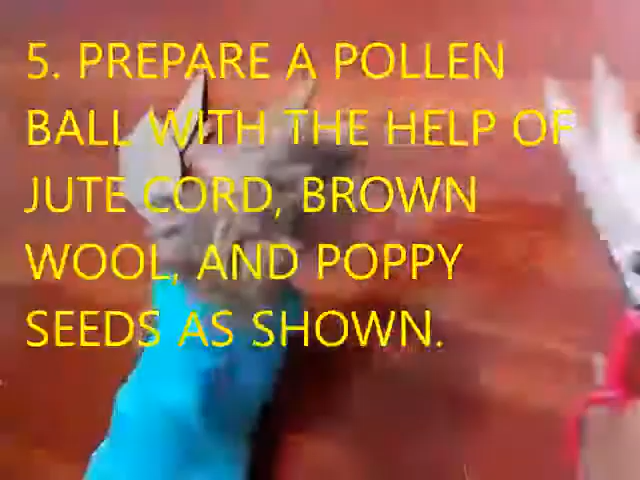 5. PREPARE A POLLEN
BALL WITH THE HELP OF
JUTE CORD, BROWN
WOOL, AND POPPY
SEEDS AS SHOWN.